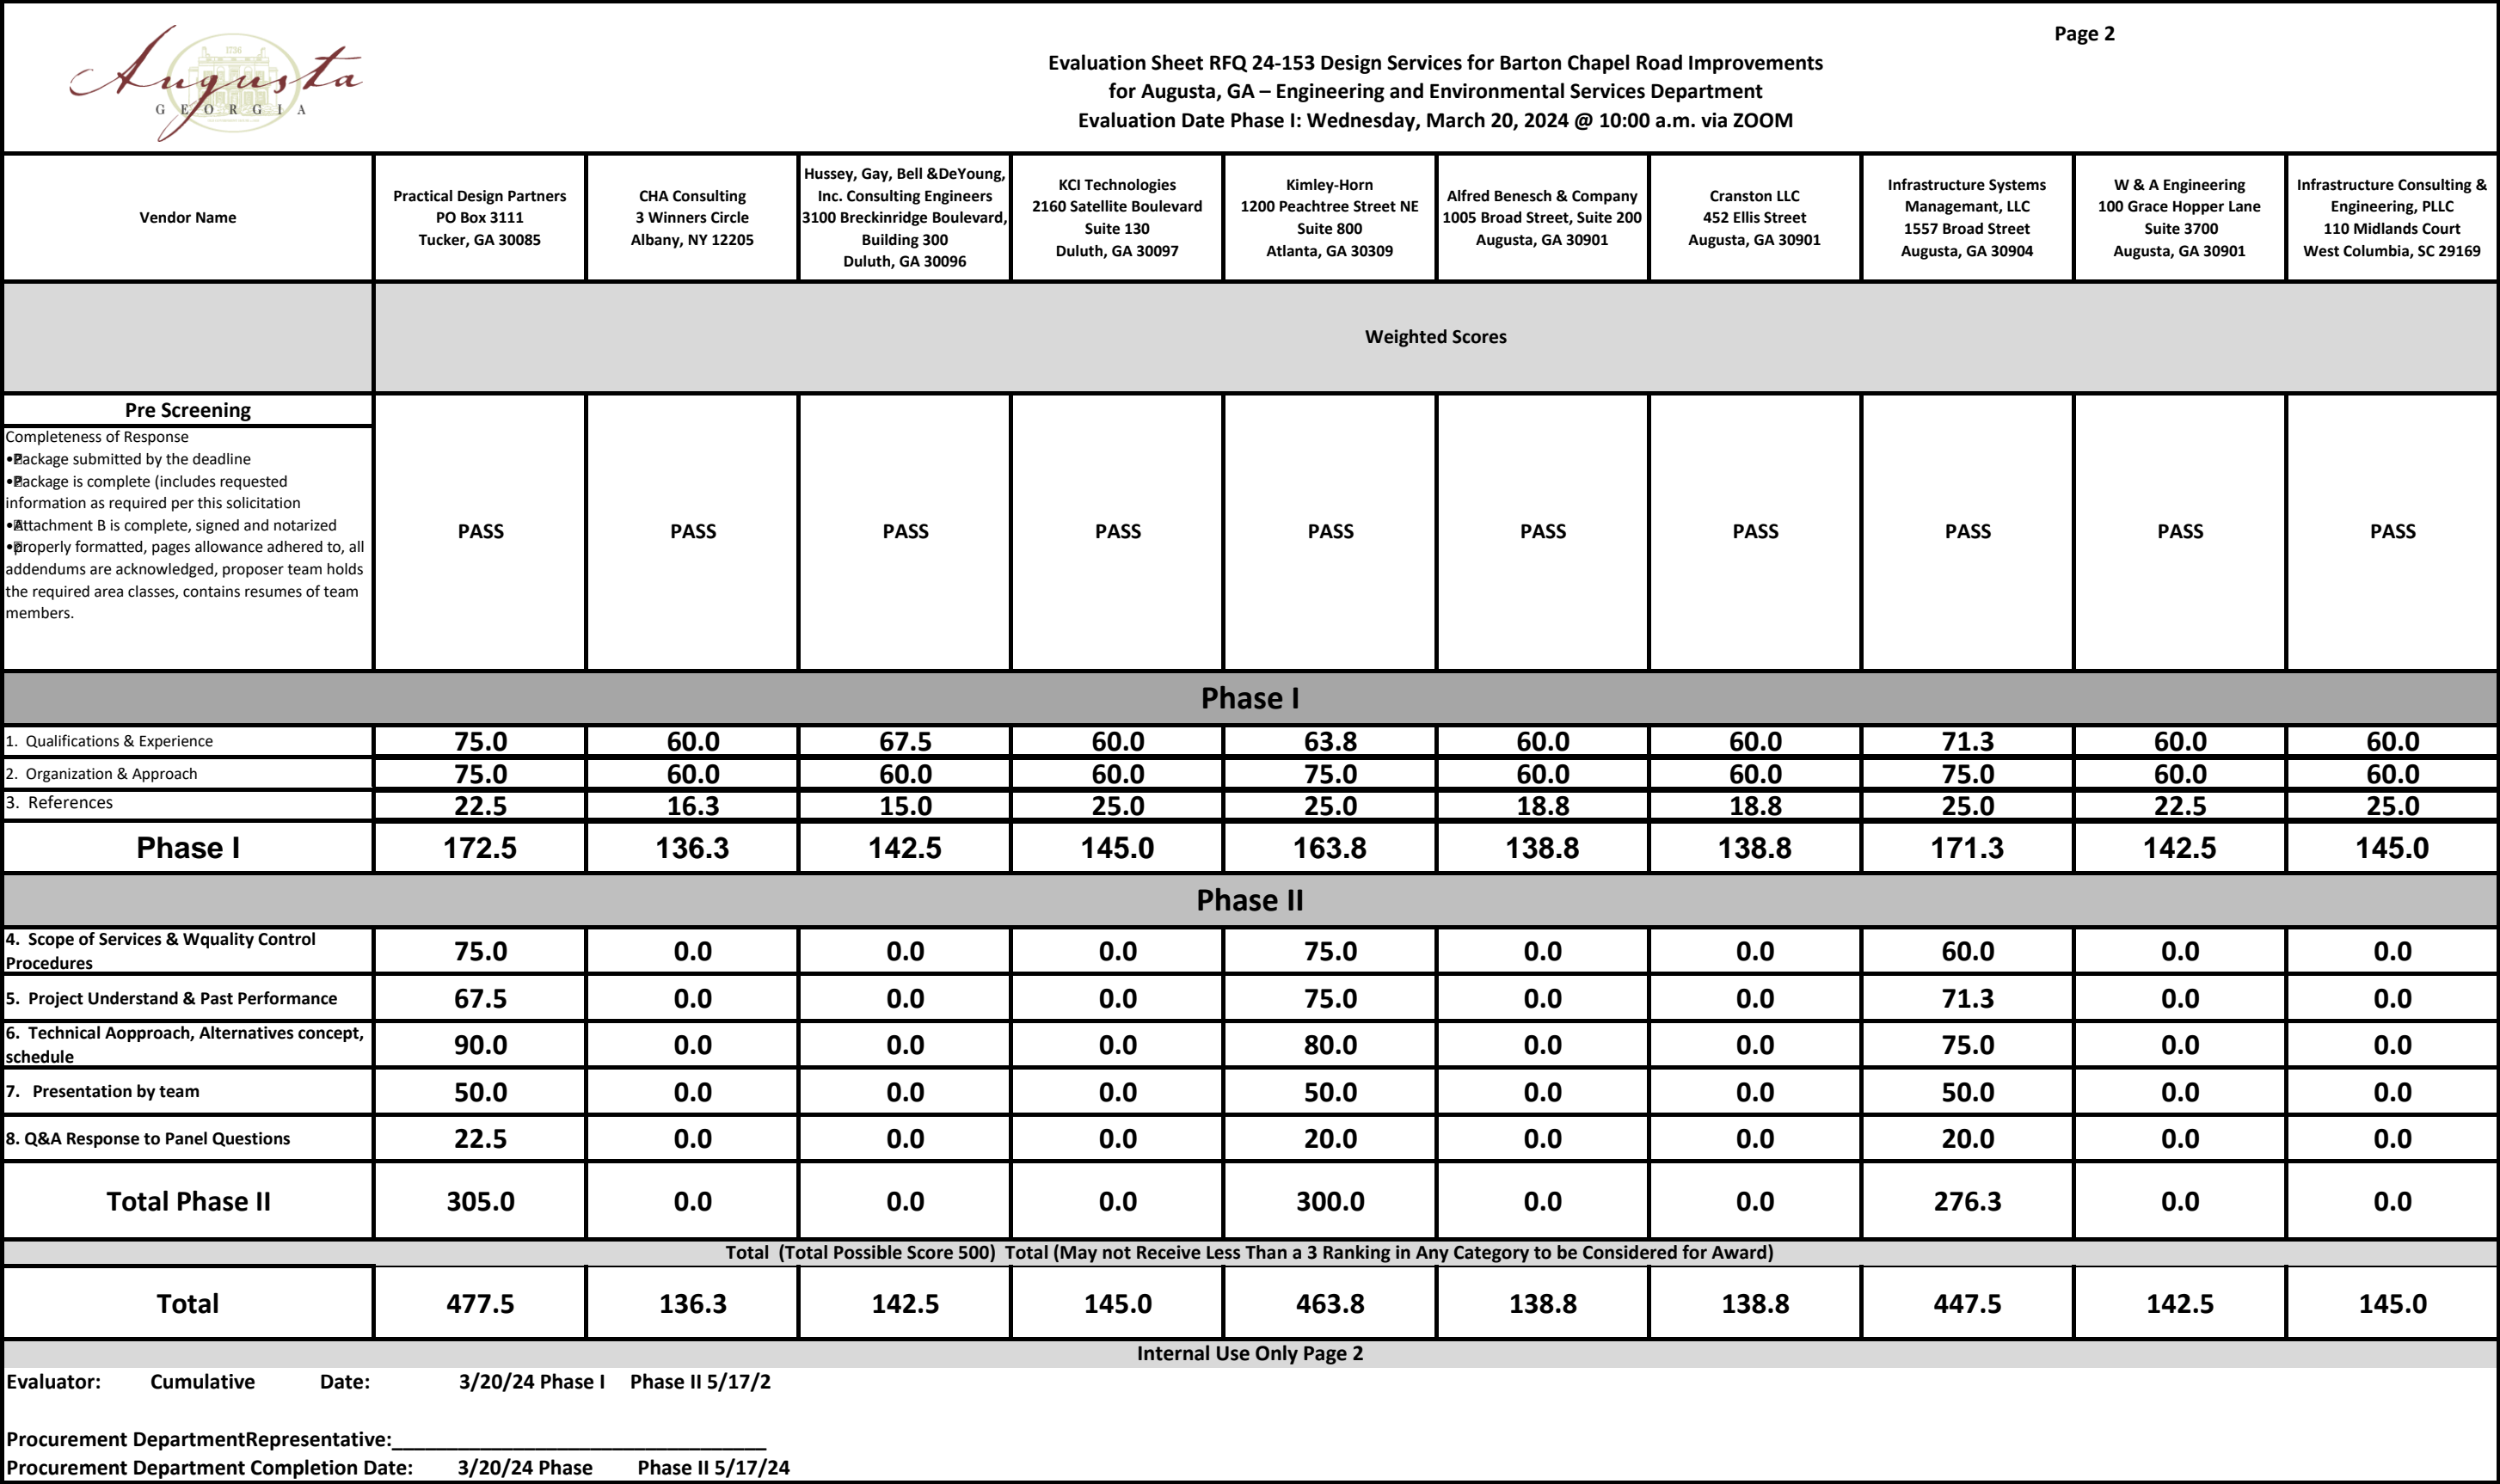 Page 2
1736
Augusta
GEORGIA
Evaluation Sheet RFQ 24-153 Design Services for Barton Chapel Road Improvements
for Augusta, GA – Engineering and Environmental Services Department
Evaluation Date Phase I: Wednesday, March 20, 2024 @ 10:00 a.m. via ZOOM
Vendor Name
Practical Design Partners
PO Box 3111
Tucker, GA 30085
CHA Consulting
3 Winners Circle
Albany, NY 12205
Hussey, Gay, Bell &DeYoung,
Inc. Consulting Engineers
3100 Breckinridge Boulevard,
Building 300
Duluth, GA 30096
KCI Technologies
2160 Satellite Boulevard
Suite 130
Duluth, GA 30097
Kimley-Horn
1200 Peachtree Street NE
Suite 800
Atlanta, GA 30309
Alfred Benesch & Company
1005 Broad Street, Suite 200
Augusta, GA 30901
Cranston LLC
452 Ellis Street
Augusta, GA 30901
Infrastructure Systems
Managemant, LLC
1557 Broad Street
Augusta, GA 30904
W & A Engineering
100 Grace Hopper Lane
Suite 3700
Augusta, GA 30901
Infrastructure Consulting &
Engineering, PLLC
110 Midlands Court
West Columbia, SC 29169
Weighted Scores
Pre Screening
Completeness of Response
•Package submitted by the deadline
•Package is complete (includes requested
information as required per this solicitation
•Attachment B is complete, signed and notarized
•properly formatted, pages allowance adhered to, all
addendums are acknowledged, proposer team holds
the required area classes, contains resumes of team
members.
PASS PASS PASS PASS PASS PASS PASS PASS PASS PASS
Phase I
1. Qualifications & Experience 75.0 60.0 67.5 60.0 63.8 60.0 60.0 71.3 60.0 60.0
2. Organization & Approach 75.0 60.0 60.0 60.0 75.0 60.0 60.0 75.0 60.0 60.0
3. References 22.5 16.3 15.0 25.0 25.0 18.8 18.8 25.0 22.5 25.0
Phase I 172.5 136.3 142.5 145.0 163.8 138.8 138.8 171.3 142.5 145.0
Phase II
4. Scope of Services & Wquality Control
Procedures
75.0 0.0 0.0 0.0 75.0 0.0 0.0 60.0 0.0 0.0
5. Project Understand & Past Performance 67.5 0.0 0.0 0.0 75.0 0.0 0.0 71.3 0.0 0.0
6. Technical Aopproach, Alternatives concept,
schedule
90.0 0.0 0.0 0.0 80.0 0.0 0.0 75.0 0.0 0.0
7. Presentation by team 50.0 0.0 0.0 0.0 50.0 0.0 0.0 50.0 0.0 0.0
8. Q&A Response to Panel Questions 22.5 0.0 0.0 0.0 20.0 0.0 0.0 20.0 0.0 0.0
Total Phase II 305.0 0.0 0.0 0.0 300.0 0.0 0.0 276.3 0.0 0.0
Total (Total Possible Score 500) Total (May not Receive Less Than a 3 Ranking in Any Category to be Considered for Award)
Total 477.5 136.3 142.5 145.0 463.8 138.8 138.8 447.5 142.5 145.0
Internal Use Only Page 2
Evaluator: Cumulative Date: 3/20/24 Phase I Phase II 5/17/2
Procurement DepartmentRepresentative:__________________________________
Procurement Department Completion Date: 3/20/24 Phase Phase II 5/17/24